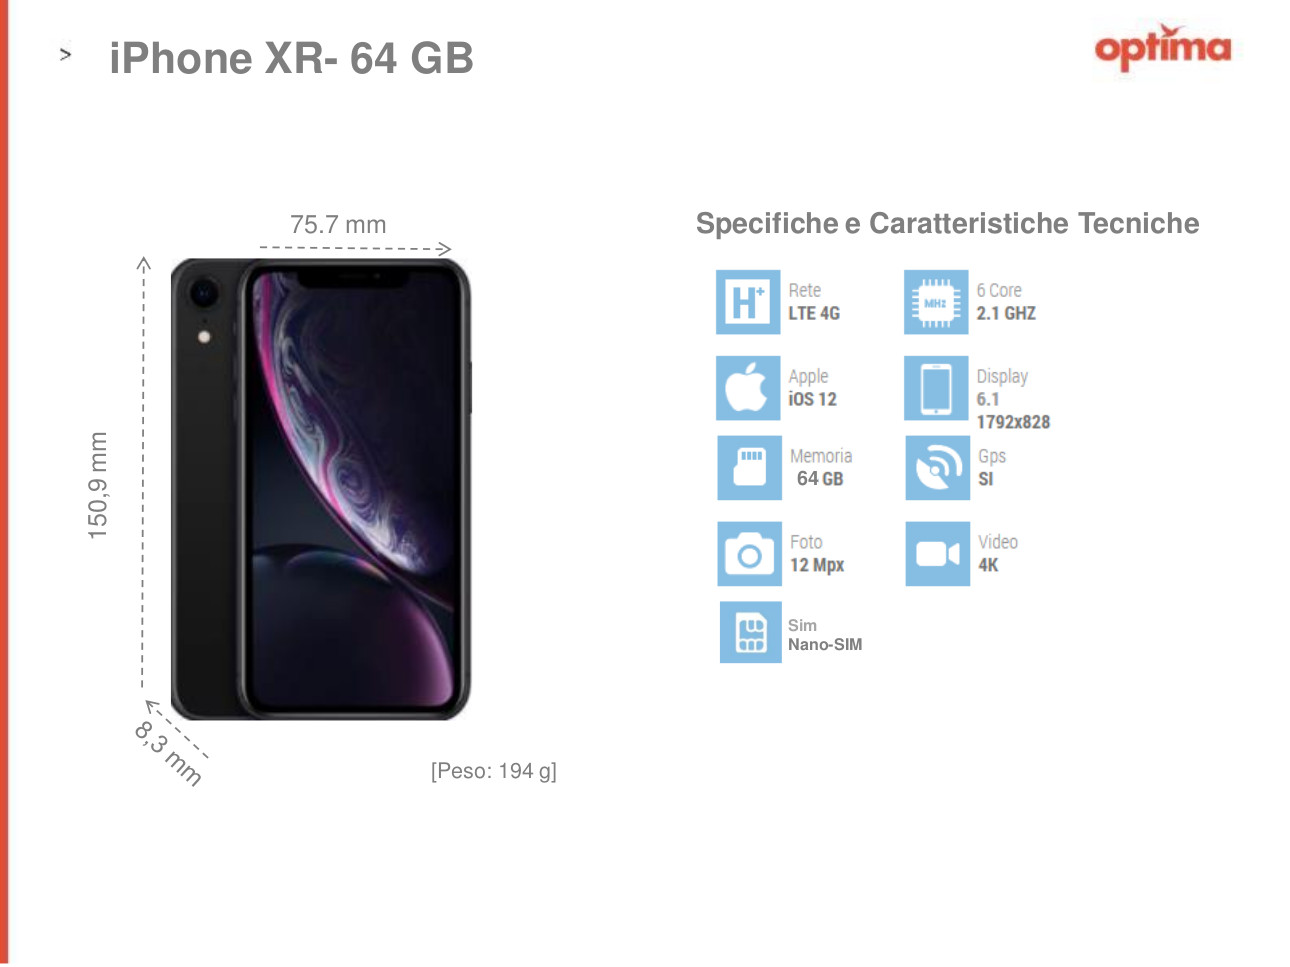 > iPhone XR- 64 GB
optima
75.7 mm
150,9 mm
8,3 mm
[Peso: 194 g]
Specifiche e Caratteristiche Tecniche
H+
Rete
LTE 4G
MHz
6 Core
2.1 GHZ
Apple
iOS 12
Display
6.1
1792x828
Memoria
64 GB
Gps
SI
Foto
12 Mpx
Video
4K
Sim
Nano-SIM